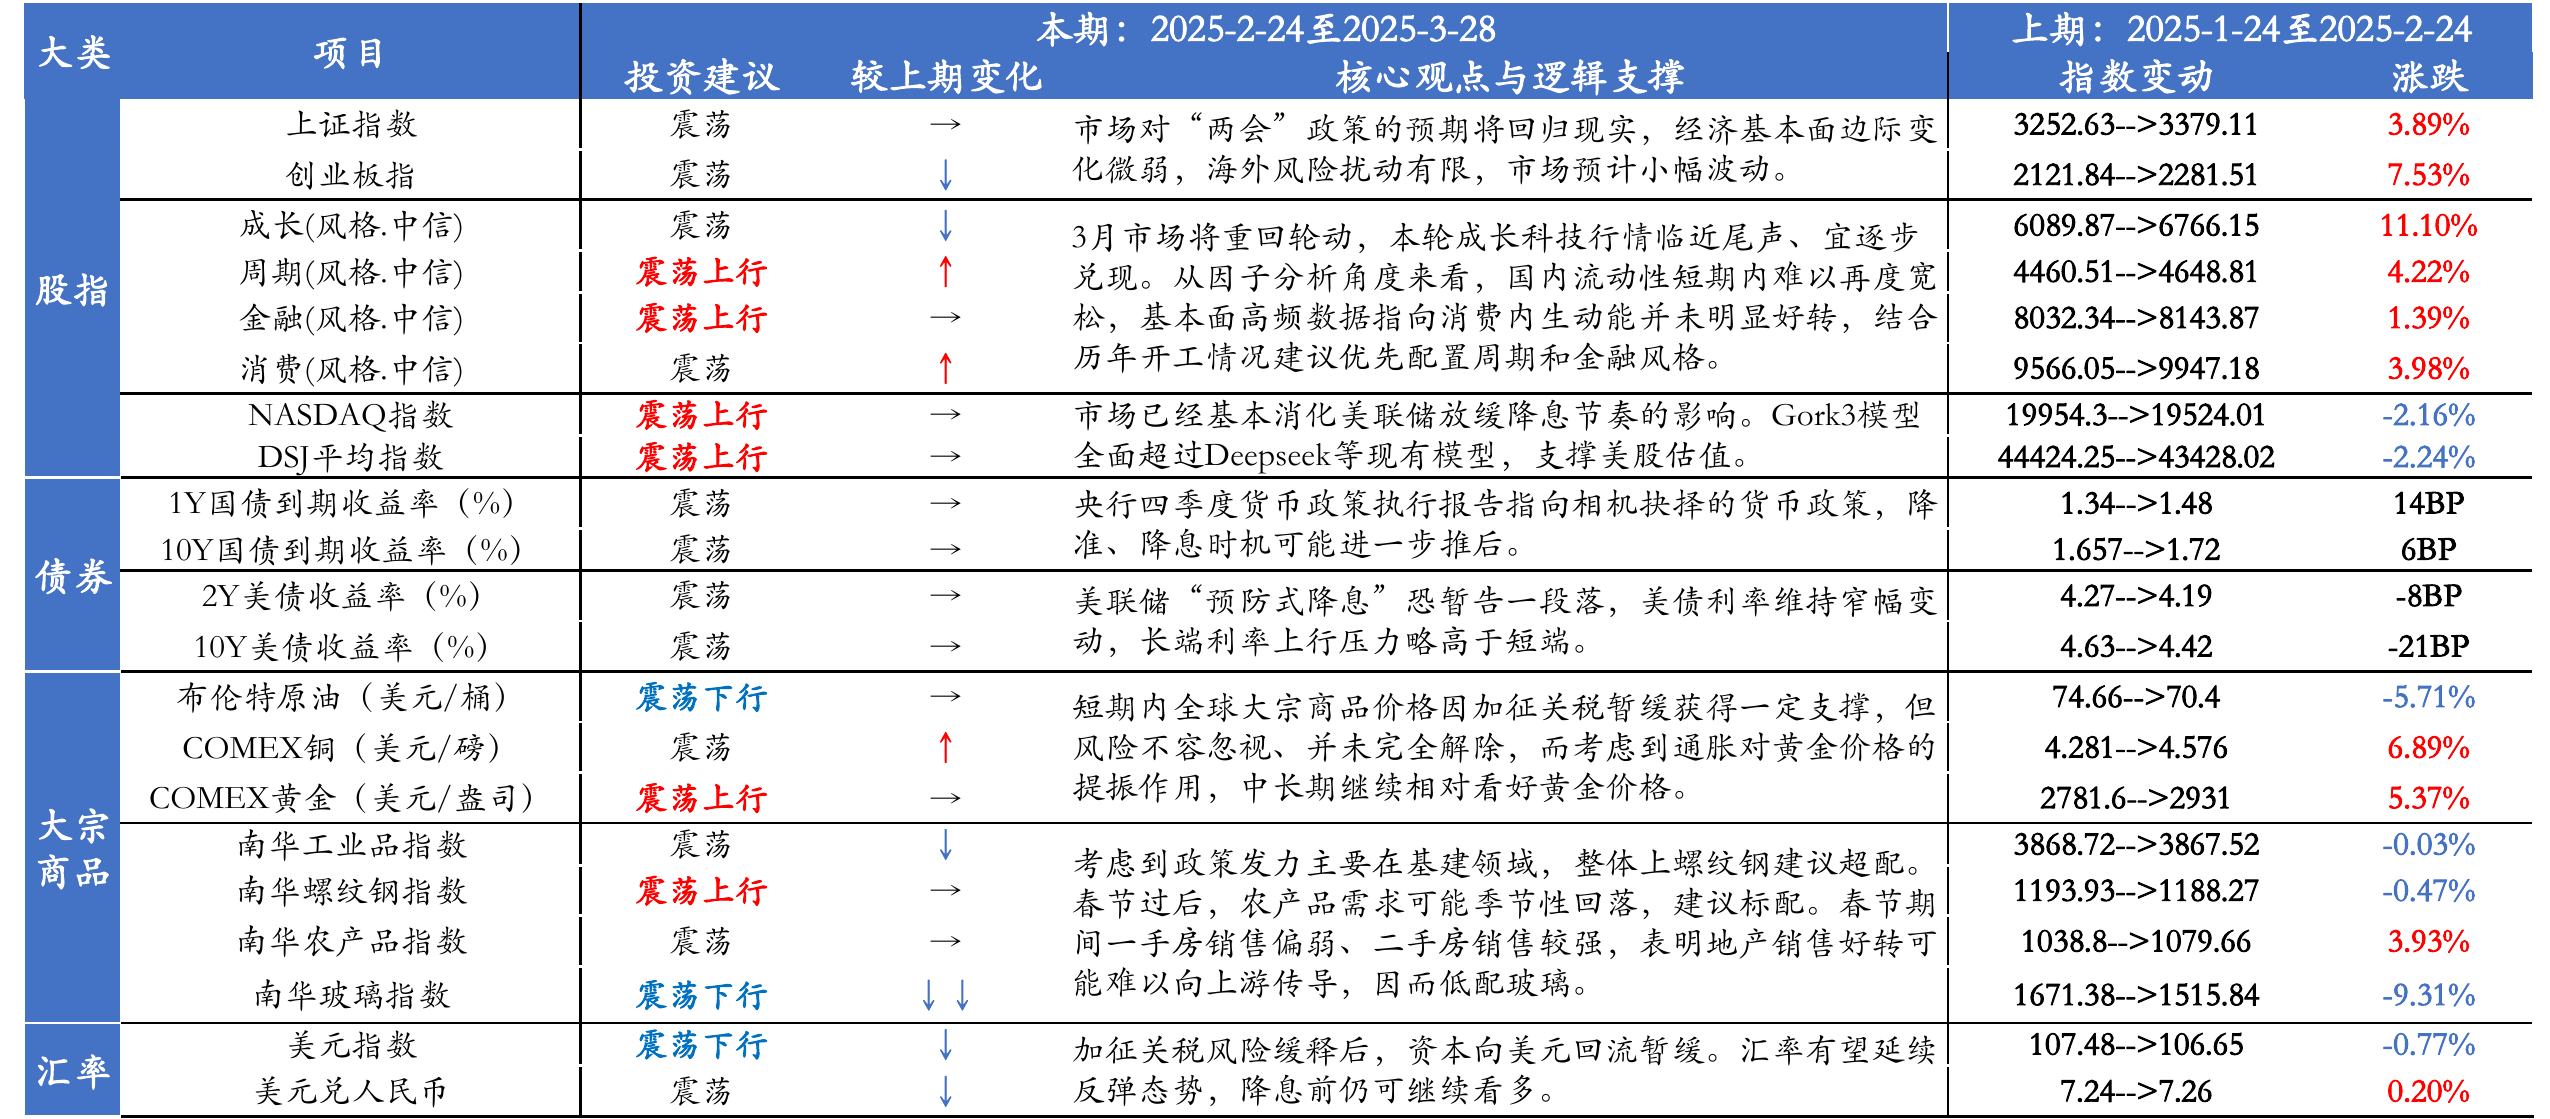 大类 项目 本期：2025-2-24至2025-3-28 上期：2025-1-24至2025-2-24
投资建议 较上期变化 核心观点与逻辑支撑 指数变动 涨跌
股指
上证指数 震荡 → 3252.63-->3379.11 3.89%
创业板指 震荡 ↓ 2121.84-->2281.51 7.53%
市场对“两会”政策的预期将回归现实，经济基本面边际变
化微弱，海外风险扰动有限，市场预计小幅波动。
成长(风格.中信) 震荡 ↓ 6089.87-->6766.15 11.10%
周期(风格.中信) 震荡上行 ↑ 4460.51-->4648.81 4.22%
金融(风格.中信) 震荡上行 → 8032.34-->8143.87 1.39%
消费(风格.中信) 震荡 ↑ 9566.05-->9947.18 3.98%
3月市场将重回轮动，本轮成长科技行情临近尾声、宜逐步
兑现。从因子分析角度来看，国内流动性短期内难以再度宽
松，基本面高频数据指向消费内生动能并未明显好转，结合
历年开工情况建议优先配置周期和金融风格。
NASDAQ指数 震荡上行 → 19954.3-->19524.01 -2.16%
DSJ平均指数 震荡上行 → 44424.25-->43428.02 -2.24%
市场已经基本消化美联储放缓降息节奏的影响。Gork3模型
全面超过Deepseek等现有模型，支撑美股估值。
债券
1Y国债到期收益率（%） 震荡 → 1.34-->1.48 14BP
10Y国债到期收益率（%） 震荡 → 1.657-->1.72 6BP
央行四季度货币政策执行报告指向相机抉择的货币政策，降
准、降息时机可能进一步推后。
2Y美债收益率（%） 震荡 → 4.27-->4.19 -8BP
10Y美债收益率（%） 震荡 → 4.63-->4.42 -21BP
美联储“预防式降息”恐暂告一段落，美债利率维持窄幅变
动，长端利率上行压力略高于短端。
大宗
商品
布伦特原油（美元/桶） 震荡下行 → 74.66-->70.4 -5.71%
COMEX铜（美元/磅） 震荡 ↑ 4.281-->4.576 6.89%
COMEX黄金（美元/盎司） 震荡上行 → 2781.6-->2931 5.37%
短期内全球大宗商品价格因加征关税暂缓获得一定支撑，但
风险不容忽视、并未完全解除，而考虑到通胀对黄金价格的
提振作用，中长期继续相对看好黄金价格。
南华工业品指数 震荡 ↓ 3868.72-->3867.52 -0.03%
南华螺纹钢指数 震荡上行 → 1193.93-->1188.27 -0.47%
南华农产品指数 震荡 → 1038.8-->1079.66 3.93%
南华玻璃指数 震荡下行 ↓↓ 1671.38-->1515.84 -9.31%
考虑到政策发力主要在基建领域，整体上螺纹钢建议超配。
春节过后，农产品需求可能季节性回落，建议标配。春节期
间一手房销售偏弱、二手房销售较强，表明地产销售好转可
能难以向上游传导，因而低配玻璃。
汇率
美元指数 震荡下行 ↓ 107.48-->106.65 -0.77%
美元兑人民币 震荡 ↓ 7.24-->7.26 0.20%
加征关税风险缓释后，资本向美元回流暂缓。汇率有望延续
反弹态势，降息前仍可继续看多。